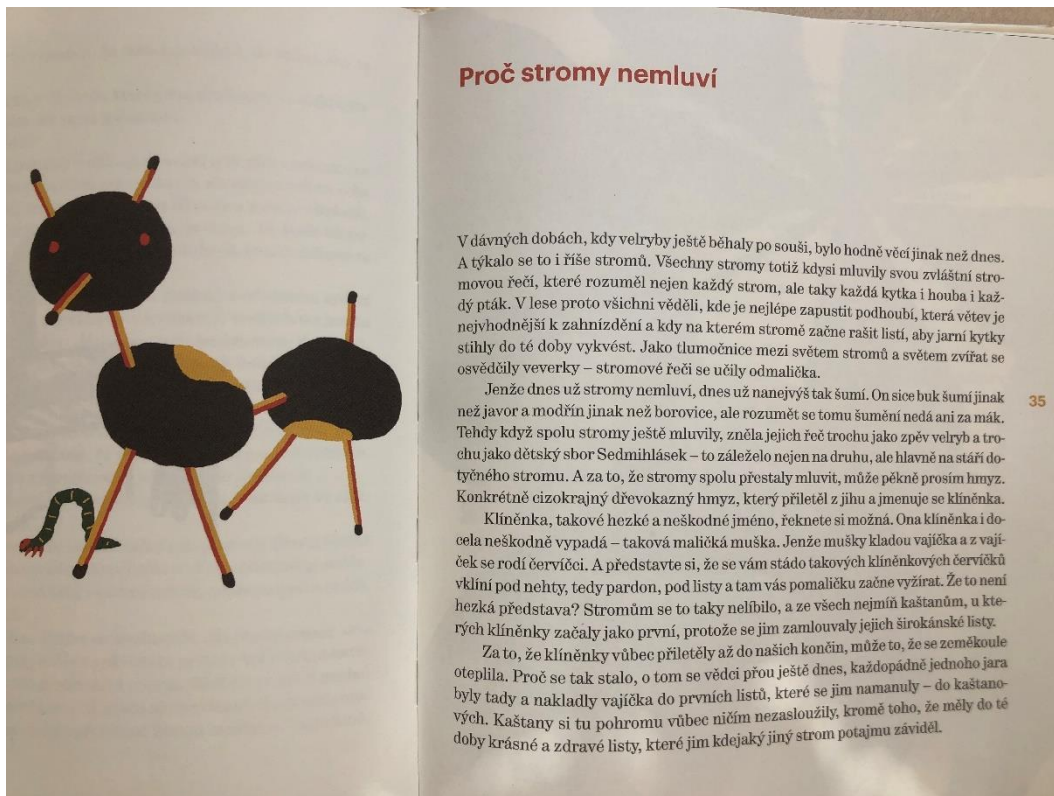 Proč stromy nemluví
V dávných dobách, kdy velryby ještě běhaly po souši, bylo hodně věcí jinak než dnes.
A týkalo se to i říše stromů. Všechny stromy totiž kdysi mluvily svou zvláštní stro-
movou řečí, které rozuměl nejen každý strom, ale taky každá kytka i houba i kaž-
dý pták. V lese proto všichni věděli, kde je nejlépe zapustit podhoubí, která větev je
nejvhodnější k zahnízdění a kdy na kterém stromě začne rašit listí, aby jarní kytky
stihly do té doby vykvést. Jako tlumočnice mezi světem stromů a světem zvířat se
osvědčily veverky – stromové řeči se učily odmalička.
Jenže dnes už stromy nemluví, dnes už nanejvýš tak šumí. On sice buk šumí jinak
než javor a modřín jinak než borovice, ale rozumět se tomu šumění nedá ani za mák.
Tehdy když spolu stromy ještě mluvily, zněla jejich řeč trochu jako zpěv velryb a tro-
chu jako dětský sbor Sedmihlásek – to záleželo nejen na druhu, ale hlavně na stáří do-
tyčného stromu. A za to, že stromy spolu přestaly mluvit, může pěkně prosím hmyz.
Konkrétně cizokrajný dřevokazný hmyz, který přiletěl z jihu a jmenuje se klíněnka.
Klíněnka, takové hezké a neškodné jméno, řeknete si možná. Ona klíněnka i do-
cela neškodně vypadá – taková maličká muška. Jenže mušky kladou vajíčka a z vají-
ček se rodí červíčci. A představte si, že se vám stádo takových klíněnkových červíčků
vklíní pod nehty, tedy pardon, pod listy a tam vás pomaličku začne vyžírat. Že to není
hezká představa? Stromům se to taky nelíbilo, a ze všech nejmíň kaštanům, u kte-
rých klíněnky začaly jako první, protože se jim zamlouvaly jejich širokánské listy.
Za to, že klíněnky vůbec přiletěly až do našich končin, může to, že se zeměkoule
oteplila. Proč se tak stalo, o tom se vědci přou ještě dnes, každopádně jednoho jara
byly tady a nakladly vajíčka do prvních listů, které se jim namanuly – do kaštano-
vých. Kaštany si tu pohromu vůbec ničím nezasloužily, kromě toho, že měly do té
doby krásné a zdravé listy, které jim kdejaký jiný strom potajmu záviděl.
35